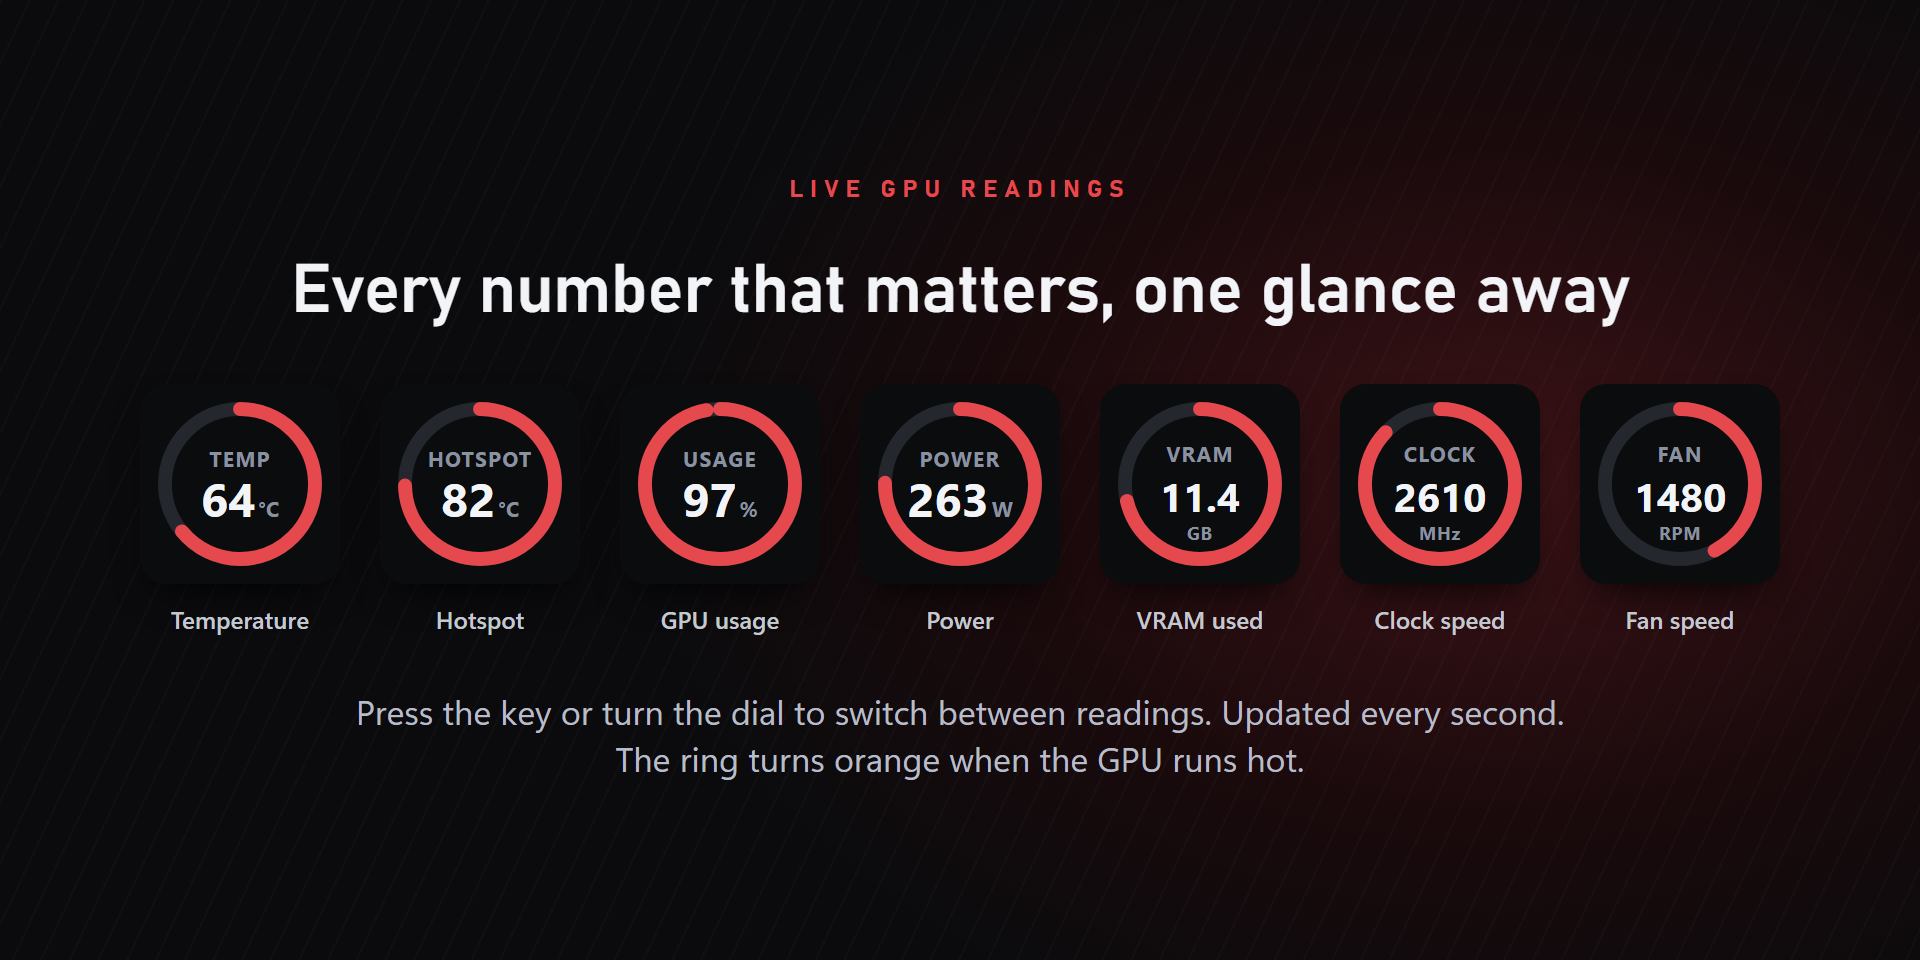 LIVE GPU READINGS
Every number that matters, one glance away
TEMP
64 °C
Temperature
HOTSPOT
82 °C
Hotspot
USAGE
97 %
GPU usage
POWER
263 W
Power
VRAM
11.4
GB
VRAM used
CLOCK
2610
MHz
Clock speed
FAN
1480
RPM
Fan speed
Press the key or turn the dial to switch between readings. Updated every second.
The ring turns orange when the GPU runs hot.